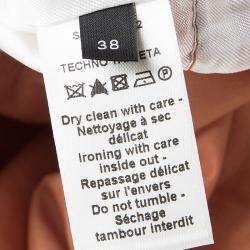 38
TECHNO
Dry clean with care -
Nettoyage à sec
délicat
Ironing with care -
inside out -
Repassage délicat
sur l'envers
Do not tumble -
Séchage
tambour interdit